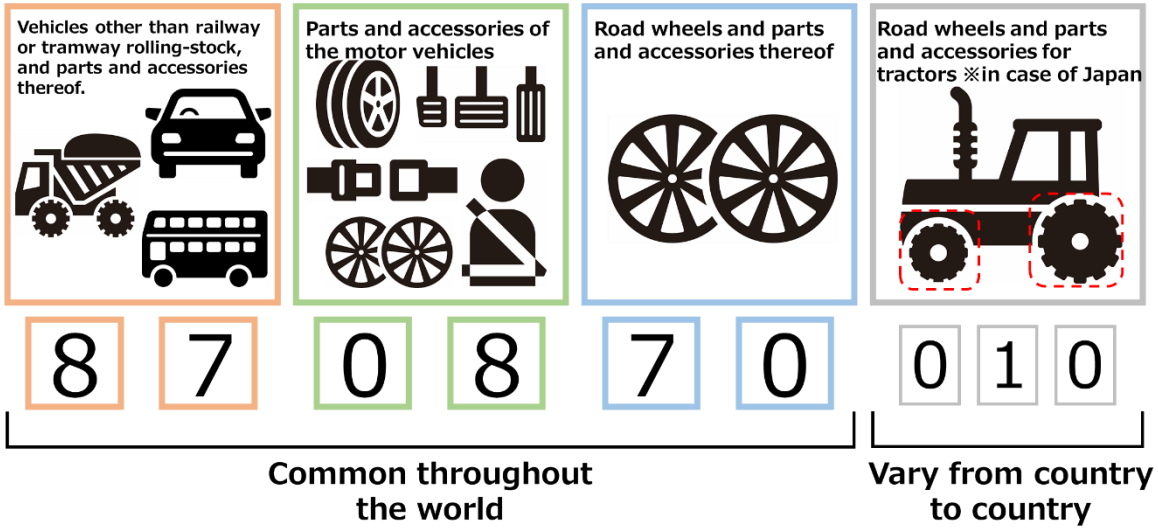 Vehicles other than railway
or tramway rolling-stock,
and parts and accessories
thereof.
Parts and accessories of
the motor vehicles
Road wheels and parts
and accessories thereof
Road wheels and parts
and accessories for
tractors ※in case of Japan
8 7 0 8 7 0 0 1 0
Common throughout
the world
Vary from country
to country